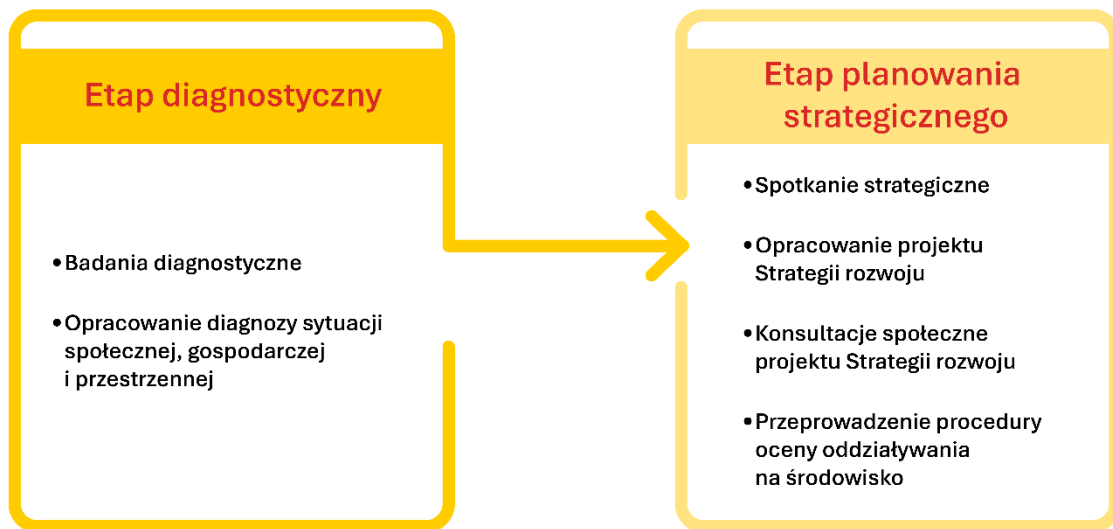 Etap diagnostyczny
•Badania diagnostyczne
•Opracowanie diagnozy sytuacji
społecznej, gospodarczej
i przestrzennej
Etap planowania
strategicznego
•Spotkanie strategiczne
•Opracowanie projektu
Strategii rozwoju
•Konsultacje społeczne
projektu Strategii rozwoju
•Przeprowadzenie procedury
oceny oddziaływania
na środowisko